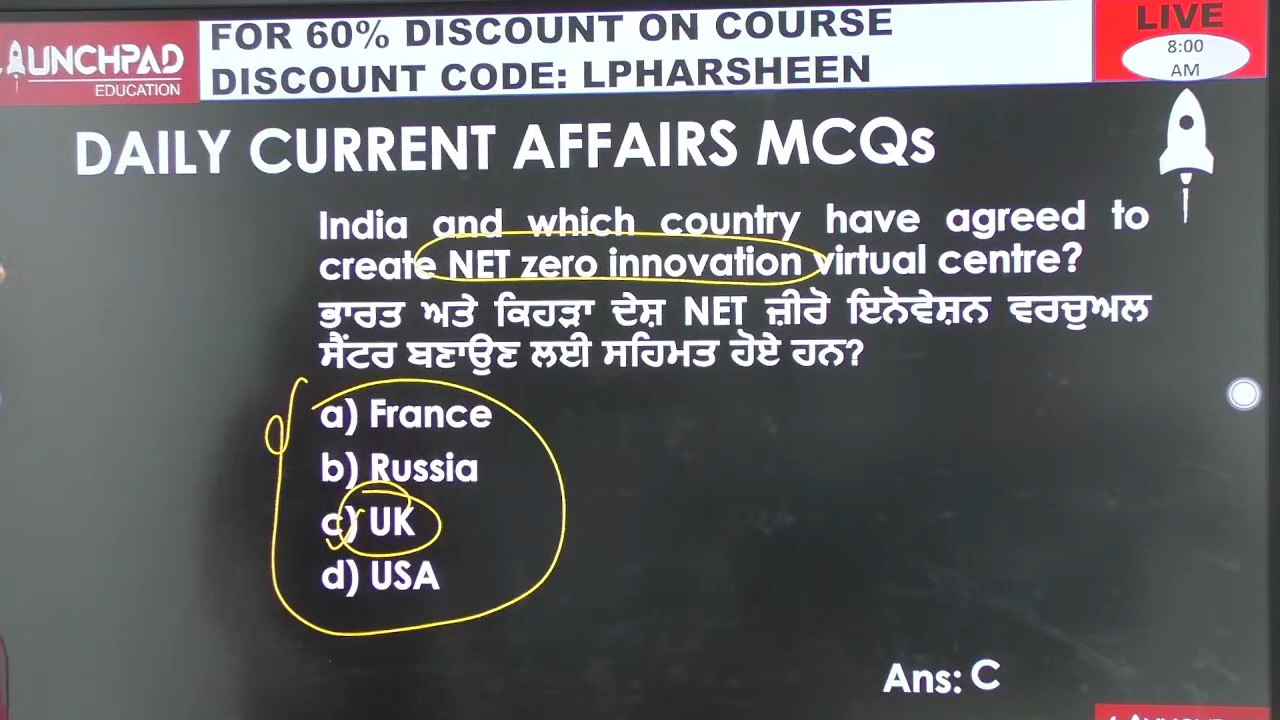 LAUNCHPAD
EDUCATION
FOR 60% DISCOUNT ON COURSE
DISCOUNT CODE: LPHARSHEEN
LIVE
8:00
AM
DAILY CURRENT AFFAIRS MCQs
India and which country have agreed to
create NET zero innovation virtual centre?
ਭਾਰਤ ਅਤੇ ਕਿਹੜਾ ਦੇਸ਼ NET ਜ਼ੀਰੋ ਇਨੋਵੇਸ਼ਨ ਵਰਚੁਅਲ
ਸੈਂਟਰ ਬਣਾਉਣ ਲਈ ਸਹਿਮਤ ਹੋਏ ਹਨ?
a) France
b) Russia
c) UK
d) USA
Ans: C